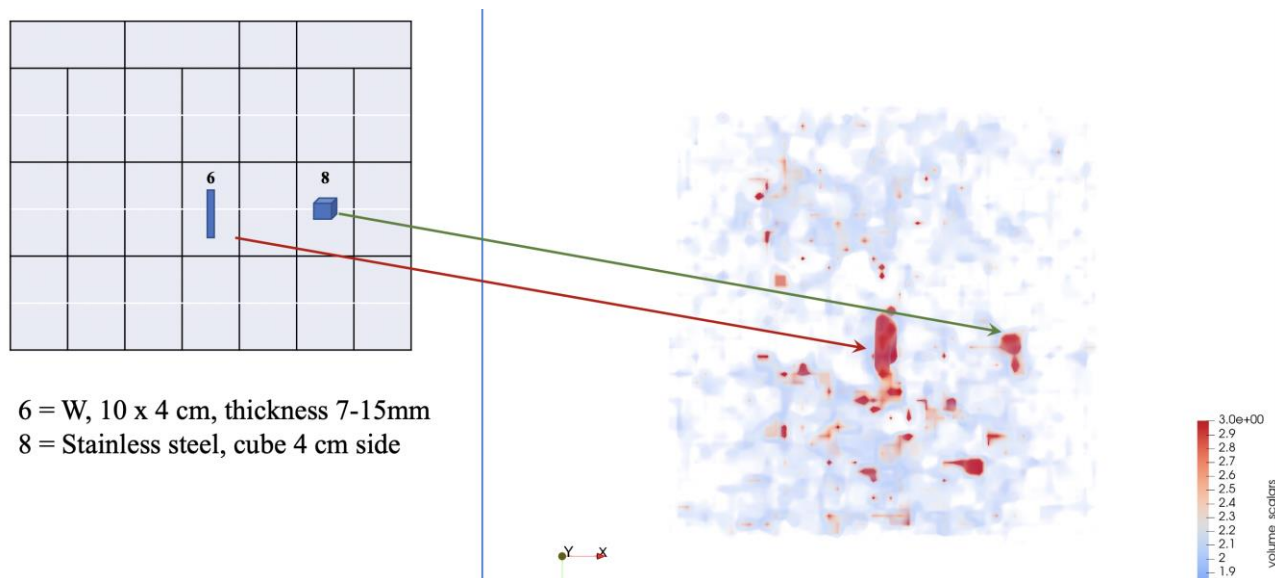 6
8
6 = W, 10 x 4 cm, thickness 7-15mm
8 = Stainless steel, cube 4 cm side
Y
X
3.0e+00
2.9
2.8
2.7
2.6
2.5
2.4
2.3
2.2
2.1
2
1.9
volume_scalars